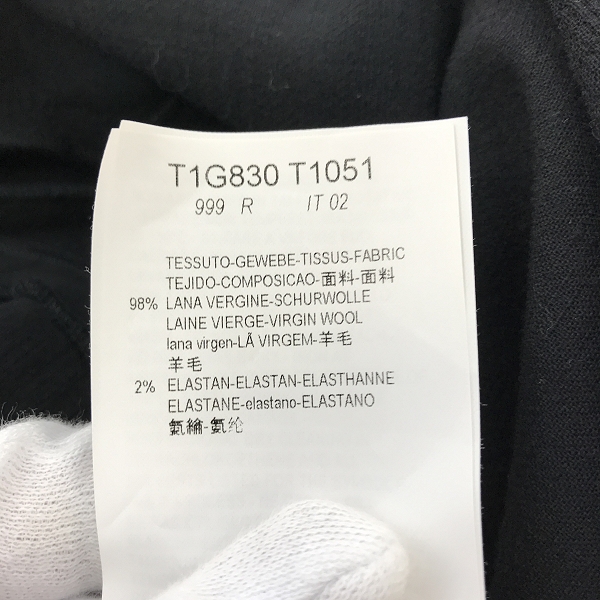 T1G830 T1051
999 R IT 02
TESSUTO-GEWEBE-TISSUS-FABRIC
TEJIDO-COMPOSICAO-面料-面料
98% LANA VERGINE-SCHURWOLLE
LAINE VIERGE-VIRGIN WOOL
lana virgen-LÃ VIRGEM-羊毛
羊毛
2% ELASTAN-ELASTAN-ELASTHANNE
ELASTANE-elastano-ELASTANO
氨綸-氨纶